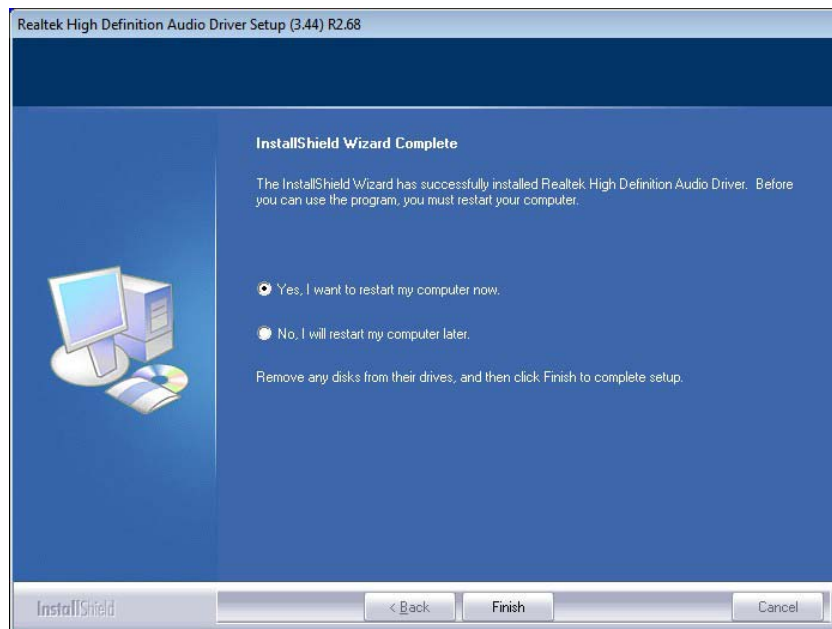 Realtek High Definition Audio Driver Setup (3.44) R2.68
InstallShield Wizard Complete
The InstallShield Wizard has successfully installed Realtek High Definition Audio Driver. Before
you can use the program, you must restart your computer.
Yes, I want to restart my computer now.
No, I will restart my computer later.
Remove any disks from their drives, and then click Finish to complete setup.
InstallShield
< Back
Finish
Cancel